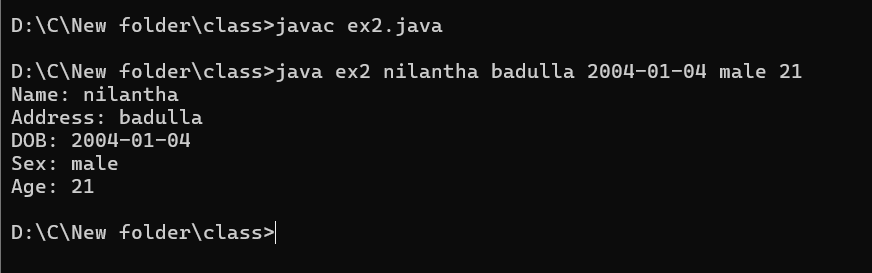 D:\C\New folder\class>javac ex2.java
D:\C\New folder\class>java ex2 nilantha badulla 2004-01-04 male 21
Name: nilantha
Address: badulla
DOB: 2004-01-04
Sex: male
Age: 21
D:\C\New folder\class>